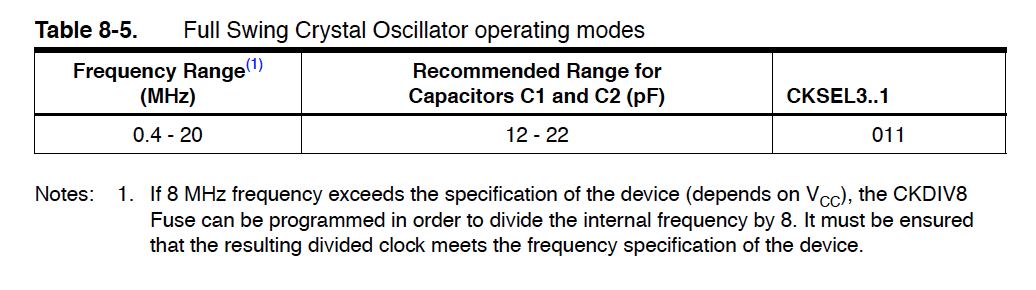 Table 8-5. Full Swing Crystal Oscillator operating modes
Frequency Range(1) (MHz) Recommended Range for Capacitors C1 and C2 (pF) CKSEL3..1
0.4 - 20 12 - 22 011
Notes: 1. If 8 MHz frequency exceeds the specification of the device (depends on VCC), the CKDIV8
Fuse can be programmed in order to divide the internal frequency by 8. It must be ensured
that the resulting divided clock meets the frequency specification of the device.